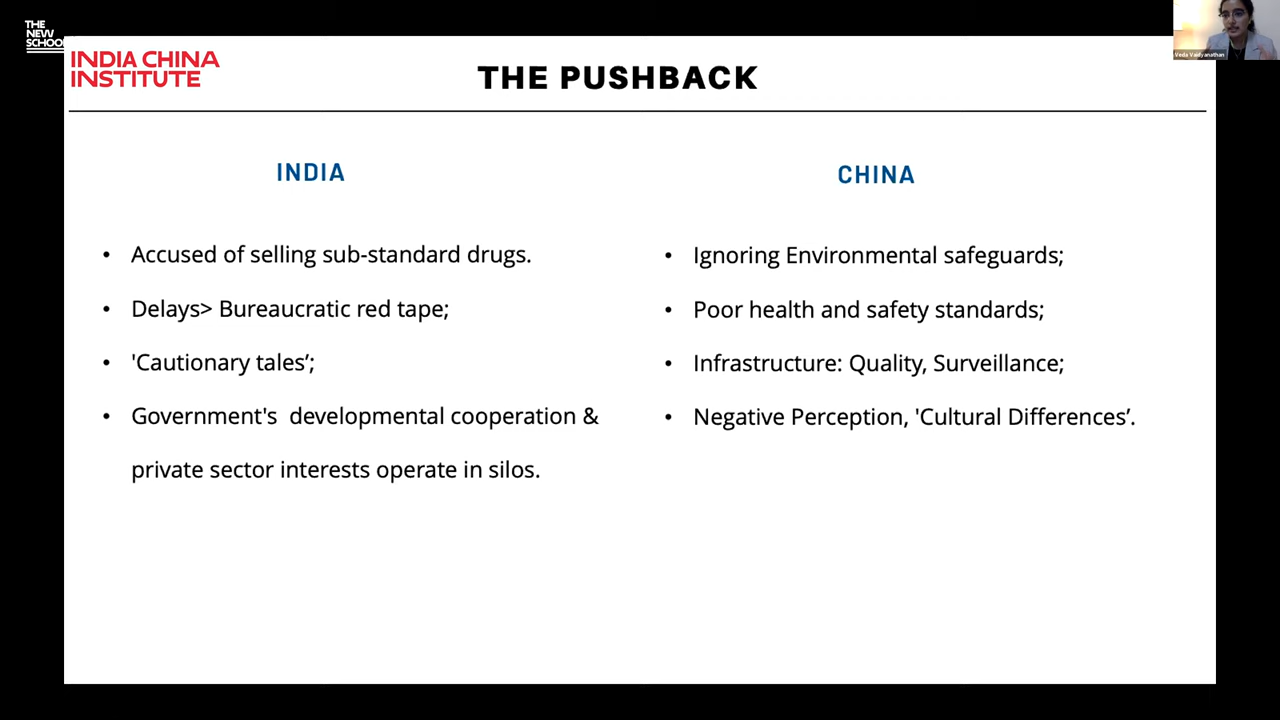 THE
NEW
SCHOOL
INDIA CHINA
INSTITUTE
THE PUSHBACK
Veda Vaidyanathan
INDIA
• Accused of selling sub-standard drugs.
• Delays> Bureaucratic red tape;
• 'Cautionary tales’;
• Government's developmental cooperation &
private sector interests operate in silos.
CHINA
• Ignoring Environmental safeguards;
• Poor health and safety standards;
• Infrastructure: Quality, Surveillance;
• Negative Perception, 'Cultural Differences’.